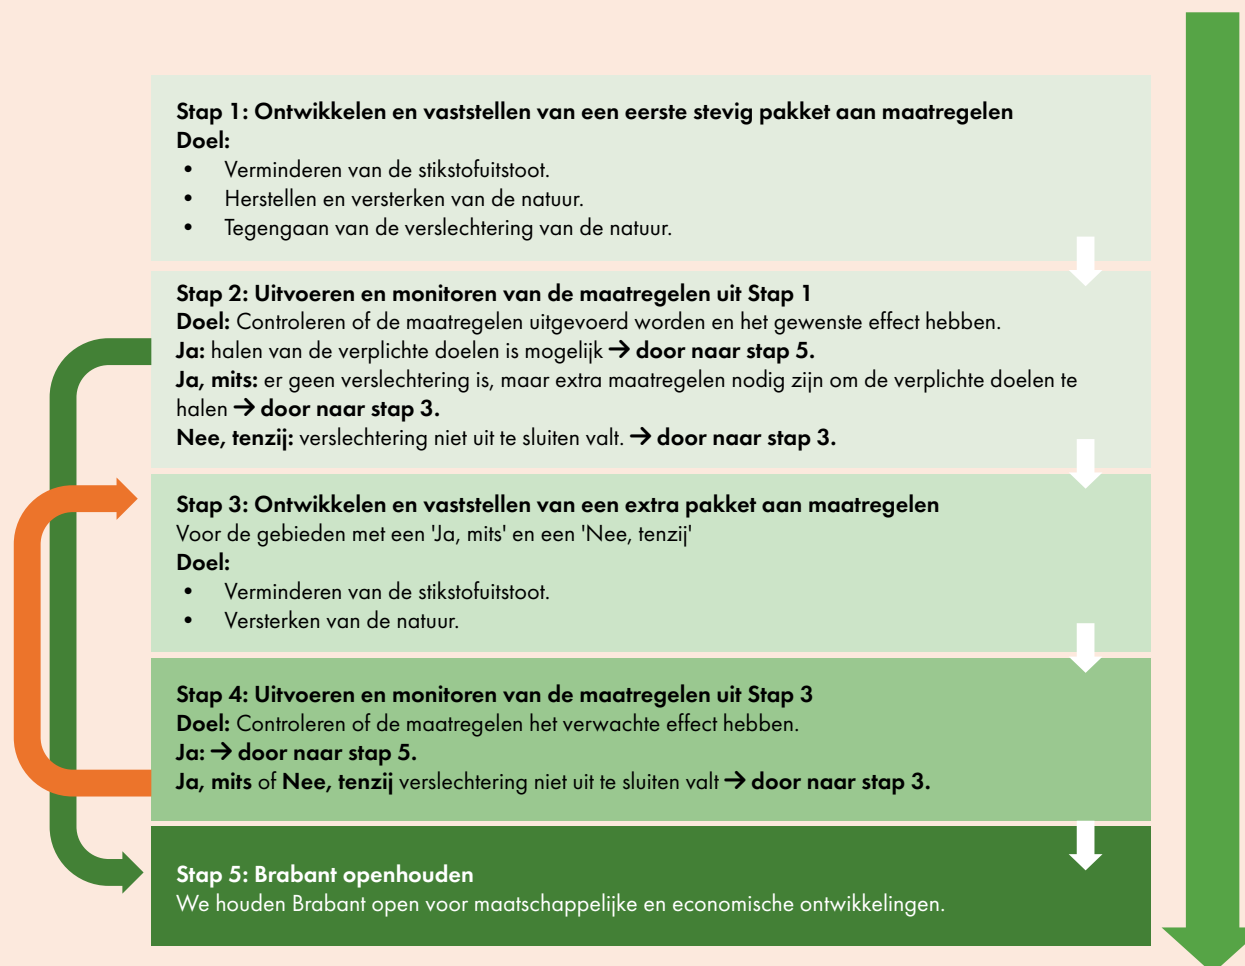 Stap 1: Ontwikkelen en vaststellen van een eerste stevig pakket aan maatregelen
Doel:
• Verminderen van de stikstofuitstoot.
• Herstellen en versterken van de natuur.
• Tegengaan van de verslechtering van de natuur.
Stap 2: Uitvoeren en monitoren van de maatregelen uit Stap 1
Doel: Controleren of de maatregelen uitgevoerd worden en het gewenste effect hebben.
Ja: halen van de verplichte doelen is mogelijk → door naar stap 5.
Ja, mits: er geen verslechtering is, maar extra maatregelen nodig zijn om de verplichte doelen te
halen → door naar stap 3.
Nee, tenzij: verslechtering niet uit te sluiten valt. → door naar stap 3.
Stap 3: Ontwikkelen en vaststellen van een extra pakket aan maatregelen
Voor de gebieden met een 'Ja, mits' en een 'Nee, tenzij'
Doel:
• Verminderen van de stikstofuitstoot.
• Versterken van de natuur.
Stap 4: Uitvoeren en monitoren van de maatregelen uit Stap 3
Doel: Controleren of de maatregelen het verwachte effect hebben.
Ja: → door naar stap 5.
Ja, mits of Nee, tenzij verslechtering niet uit te sluiten valt → door naar stap 3.
Stap 5: Brabant openhouden
We houden Brabant open voor maatschappelijke en economische ontwikkelingen.